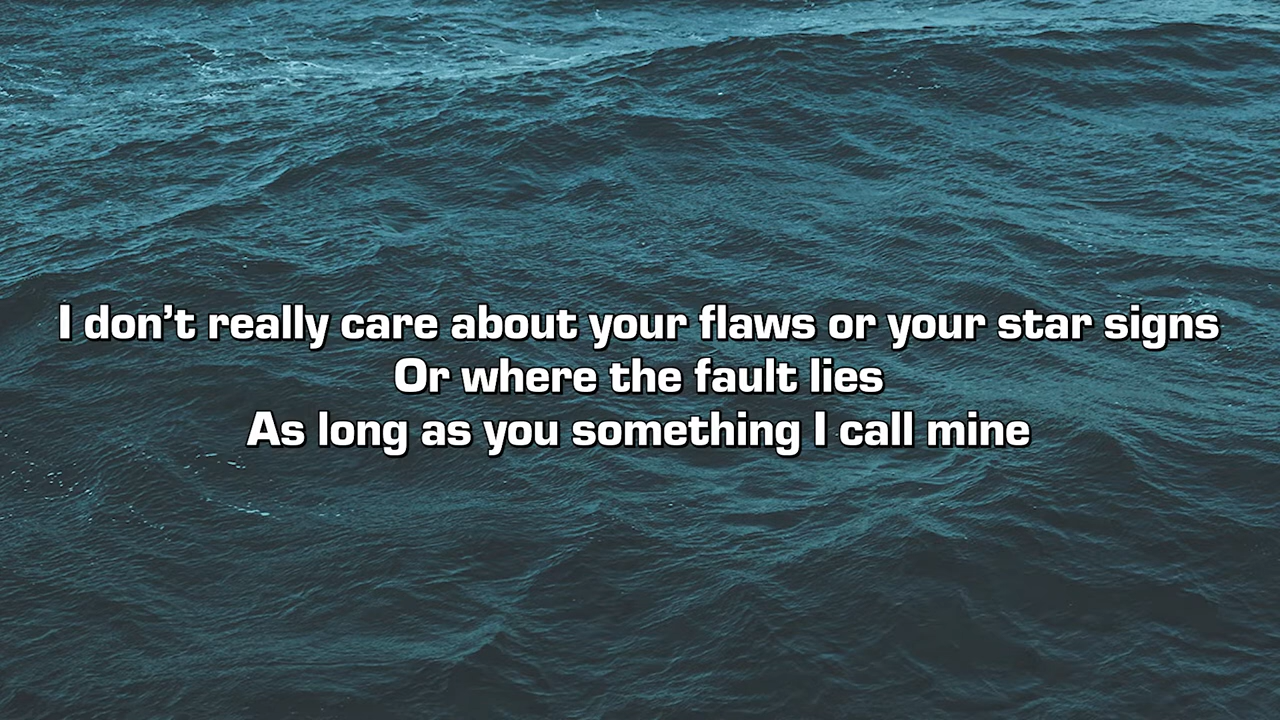 I don’t really care about your flaws or your star signs
Or where the fault lies
As long as you something I call mine